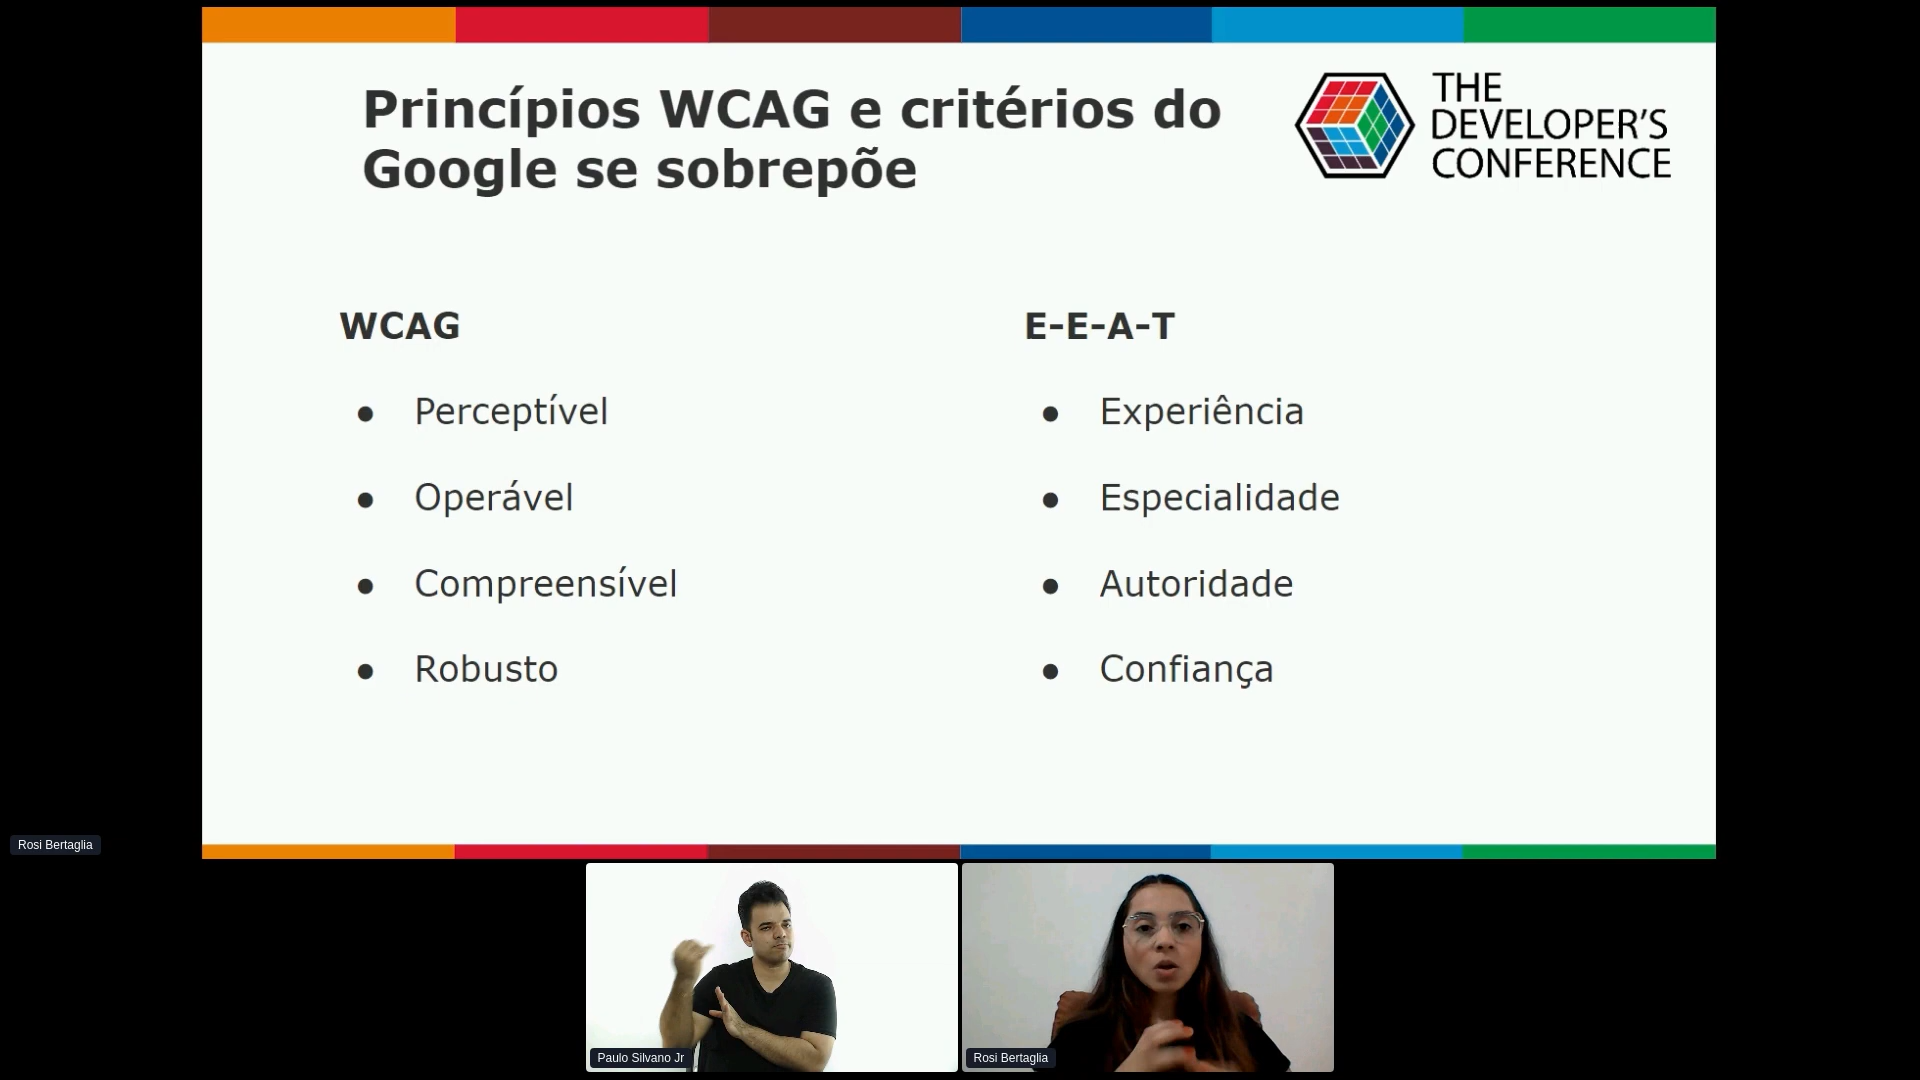 Princípios WCAG e critérios do
Google se sobrepõe
THE
DEVELOPER'S
CONFERENCE
WCAG
● Perceptível
● Operável
● Compreensível
● Robusto
E-E-A-T
● Experiência
● Especialidade
● Autoridade
● Confiança
Rosi Bertaglia
Paulo Silvano Jr
Rosi Bertaglia